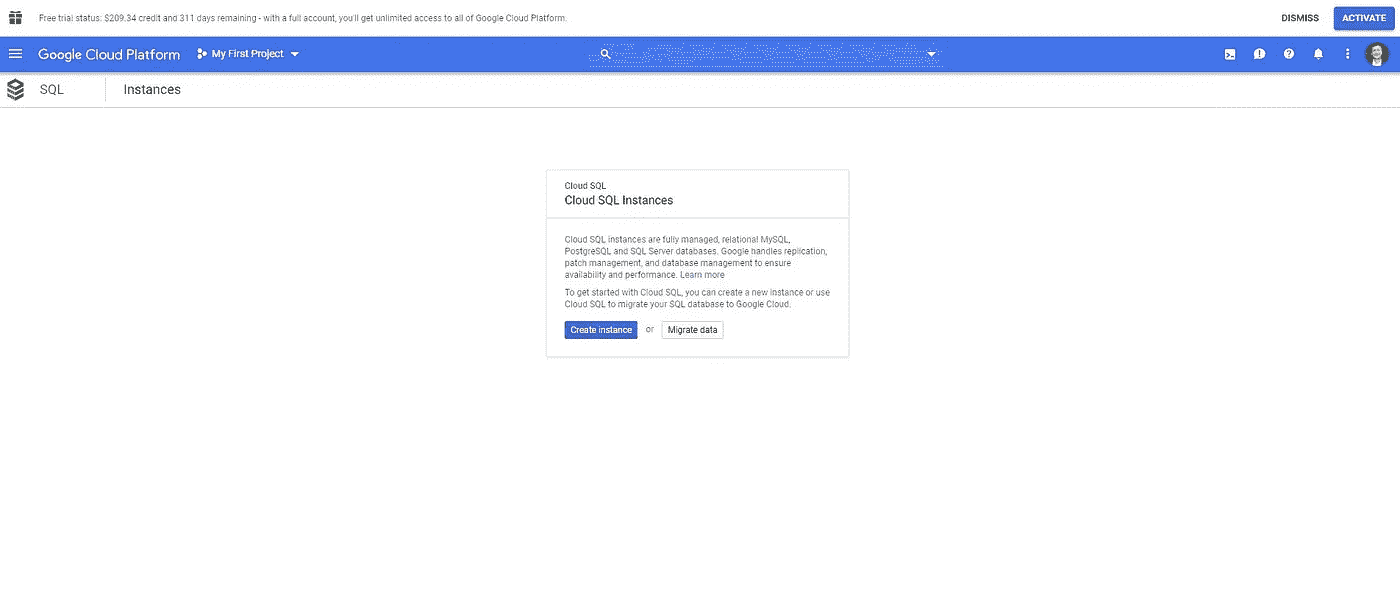 Free trial status: $209.34 credit and 311 days remaining - with a full account, you'll get unlimited access to all of Google Cloud Platform.
DISMISS
ACTIVATE
Google Cloud Platform
My First Project
SQL
Instances
Cloud SQL
Cloud SQL Instances
Cloud SQL instances are fully managed, relational MySQL,
PostgreSQL and SQL Server databases. Google handles replication,
patch management, and database management to ensure
availability and performance. Learn more
To get started with Cloud SQL, you can create a new instance or use
Cloud SQL to migrate your SQL database to Google Cloud.
Create instance or Migrate data